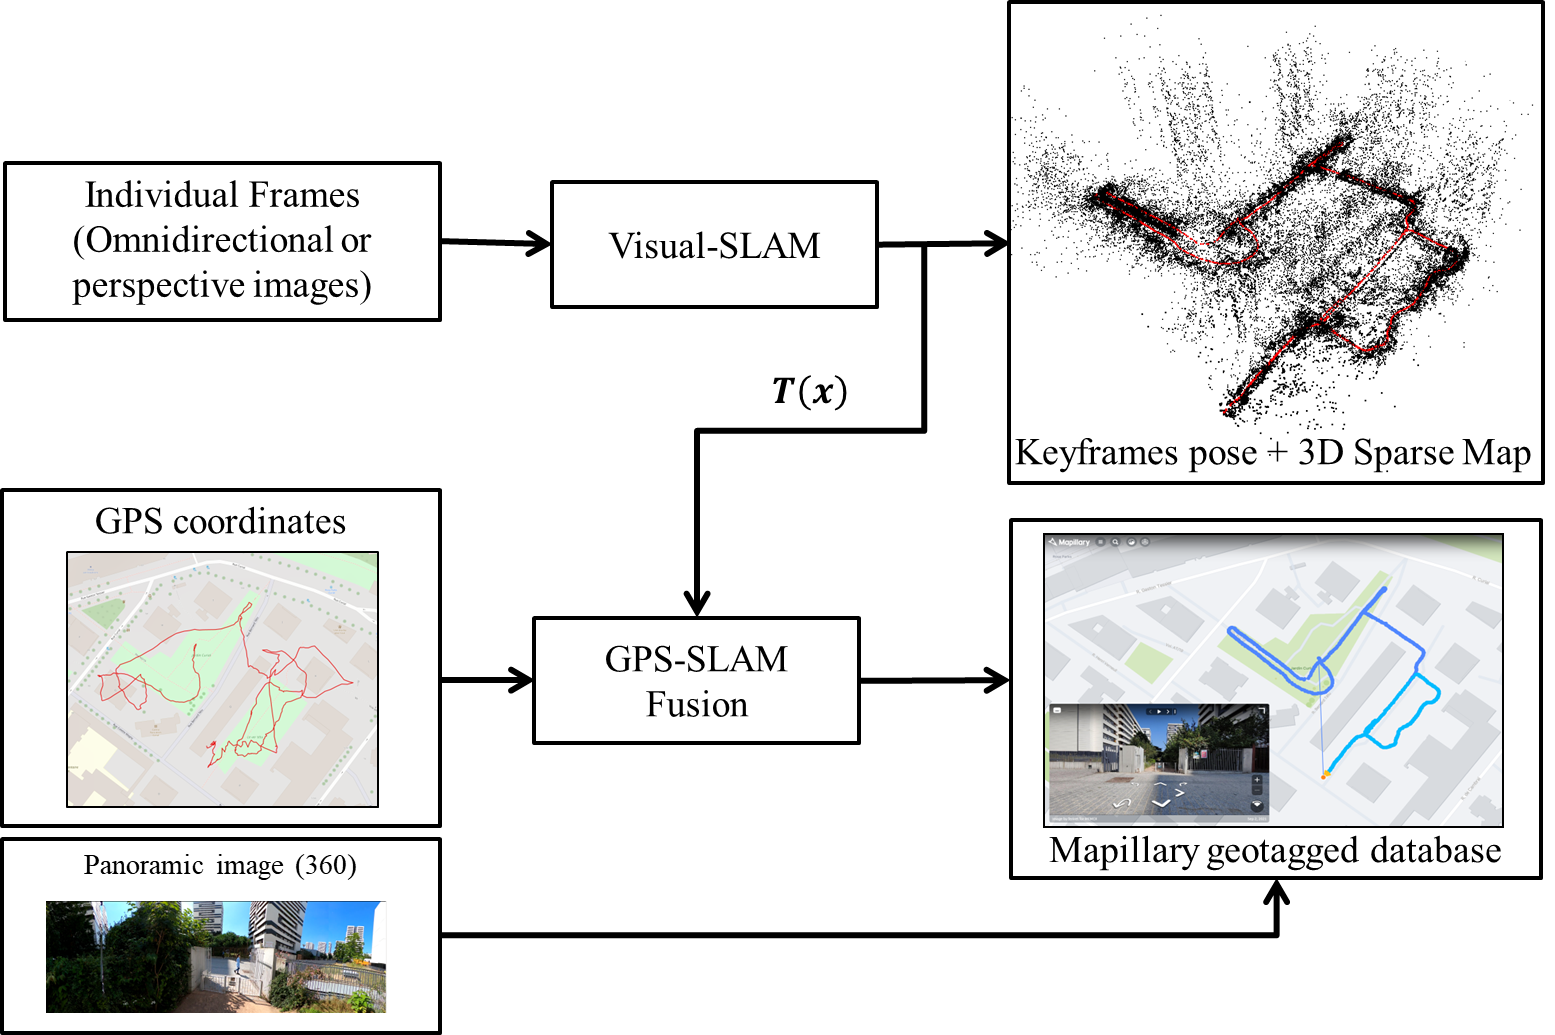 Individual Frames
(Omnidirectional or
perspective images)
Visual-SLAM
Keyframes pose + 3D Sparse Map
T(x)
GPS coordinates
GPS-SLAM
Fusion
Mapillary
Mapillary geotagged database
Panoramic image (360)